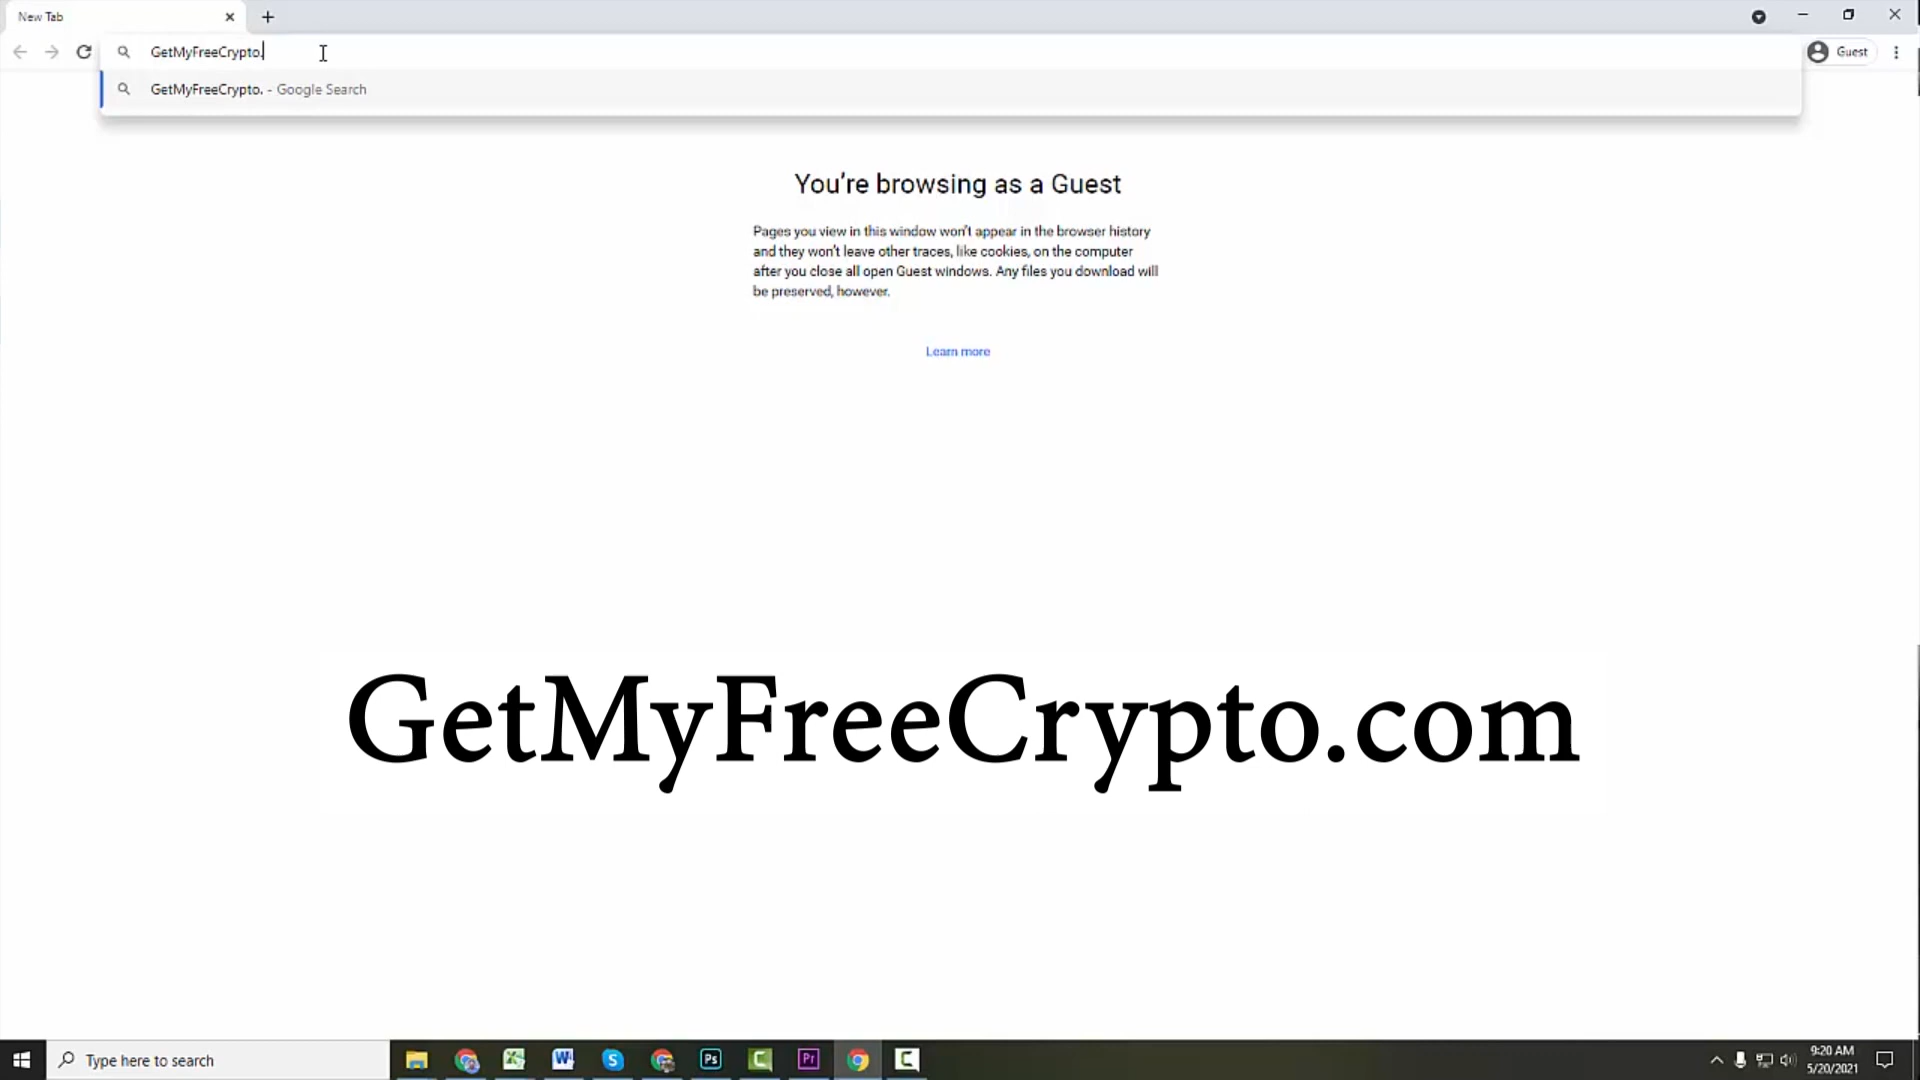 New Tab
GetMyFreeCrypto.
Guest
GetMyFreeCrypto. - Google Search
You're browsing as a Guest
Pages you view in this window won't appear in the browser history
and they won't leave other traces, like cookies, on the computer
after you close all open Guest windows. Any files you download will
be preserved, however.
Learn more
GetMyFreeCrypto.com
Type here to search
Ps
Pr
9:20 AM
5/20/2021